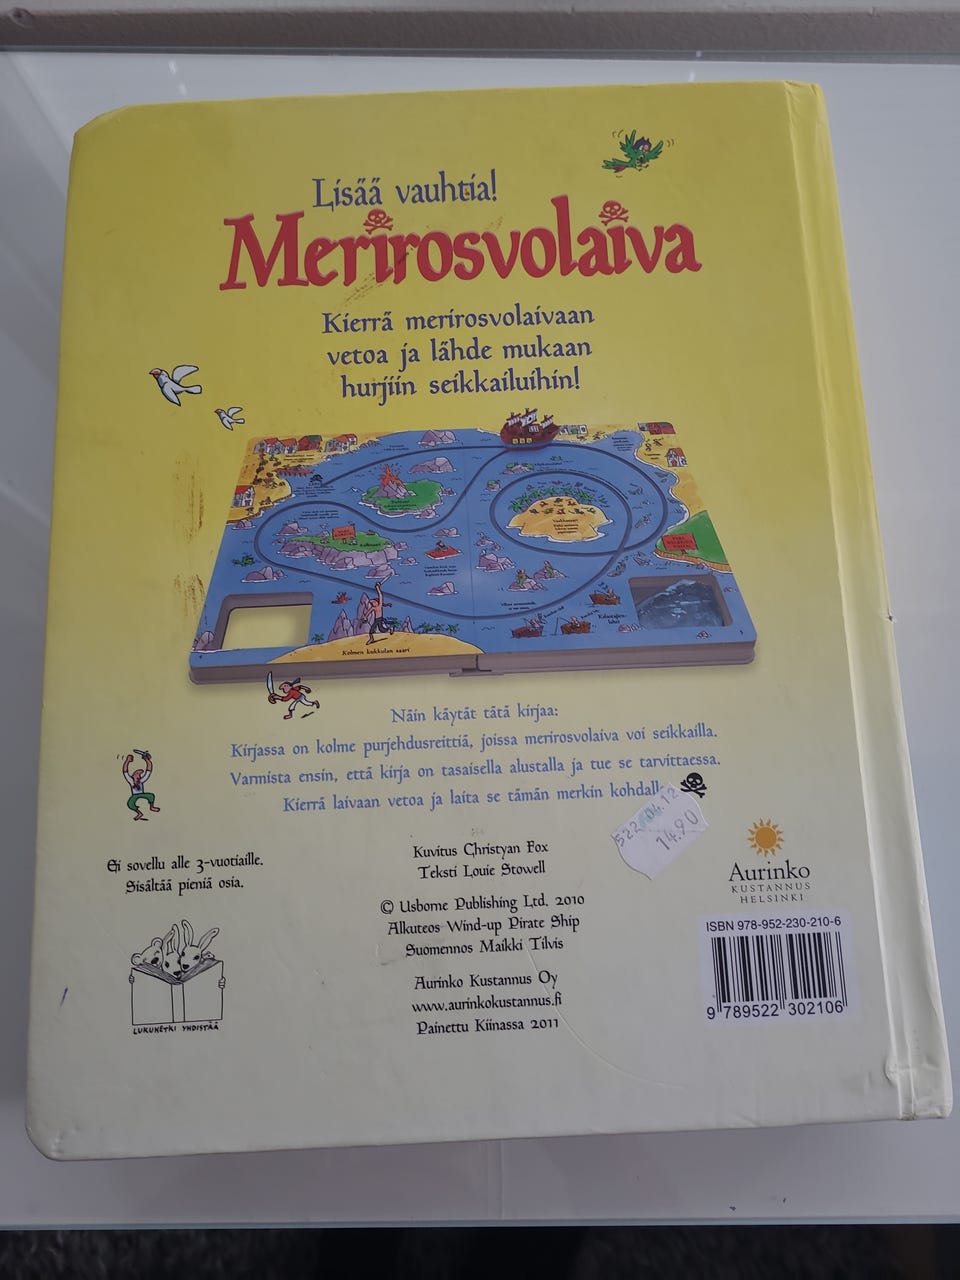 Lisää vauhtia!
Merirosvolaiva
Kierrä merirosvolaivaan
vetoa ja lähde mukaan
hurjiin seikkailuihin!
Kolmen kukkulan saari
Näin käytät tätä kirjaa:
Kirjassa on kolme purjehdusreittiä, joissa merirosvolaiva voi seikkailla.
Varmista ensin, että kirja on tasaisella alustalla ja tue se tarvittaessa.
Kierrä laivaan vetoa ja laita se tämän merkin kohdall
522 04.12
14.90
Ei sovellu alle 3-vuotiaille.
Sisältää pieniä osia.
LUKUHETKI YHDISTÄÄ
Kuvitus Christyan Fox
Teksti Louie Stowell
© Usborne Publishing Ltd. 2010
Alkuteos Wind-up Pirate Ship
Suomennos Maikki Tilvis
Aurinko Kustannus Oy
www.aurinkokustannus.fi
Painettu Kiinassa 2011
Aurinko
KUSTANNUS
HELSINKI
ISBN 978-952-230-210-6
9 789522 302106